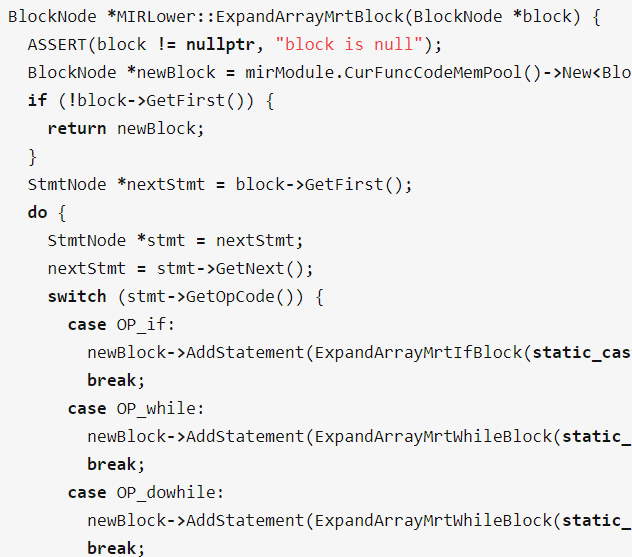 BlockNode *MIRLower::ExpandArrayMrtBlock(BlockNode *block) {
  ASSERT(block != nullptr, "block is null");
  BlockNode *newBlock = mirModule.CurFuncCodeMemPool()->New<Blo
  if (!block->GetFirst()) {
    return newBlock;
  }
  StmtNode *nextStmt = block->GetFirst();
  do {
    StmtNode *stmt = nextStmt;
    nextStmt = stmt->GetNext();
    switch (stmt->GetOpCode()) {
      case OP_if:
        newBlock->AddStatement(ExpandArrayMrtIfBlock(static_cas
        break;
      case OP_while:
        newBlock->AddStatement(ExpandArrayMrtWhileBlock(static_
        break;
      case OP_dowhile:
        newBlock->AddStatement(ExpandArrayMrtWhileBlock(static_
        break;